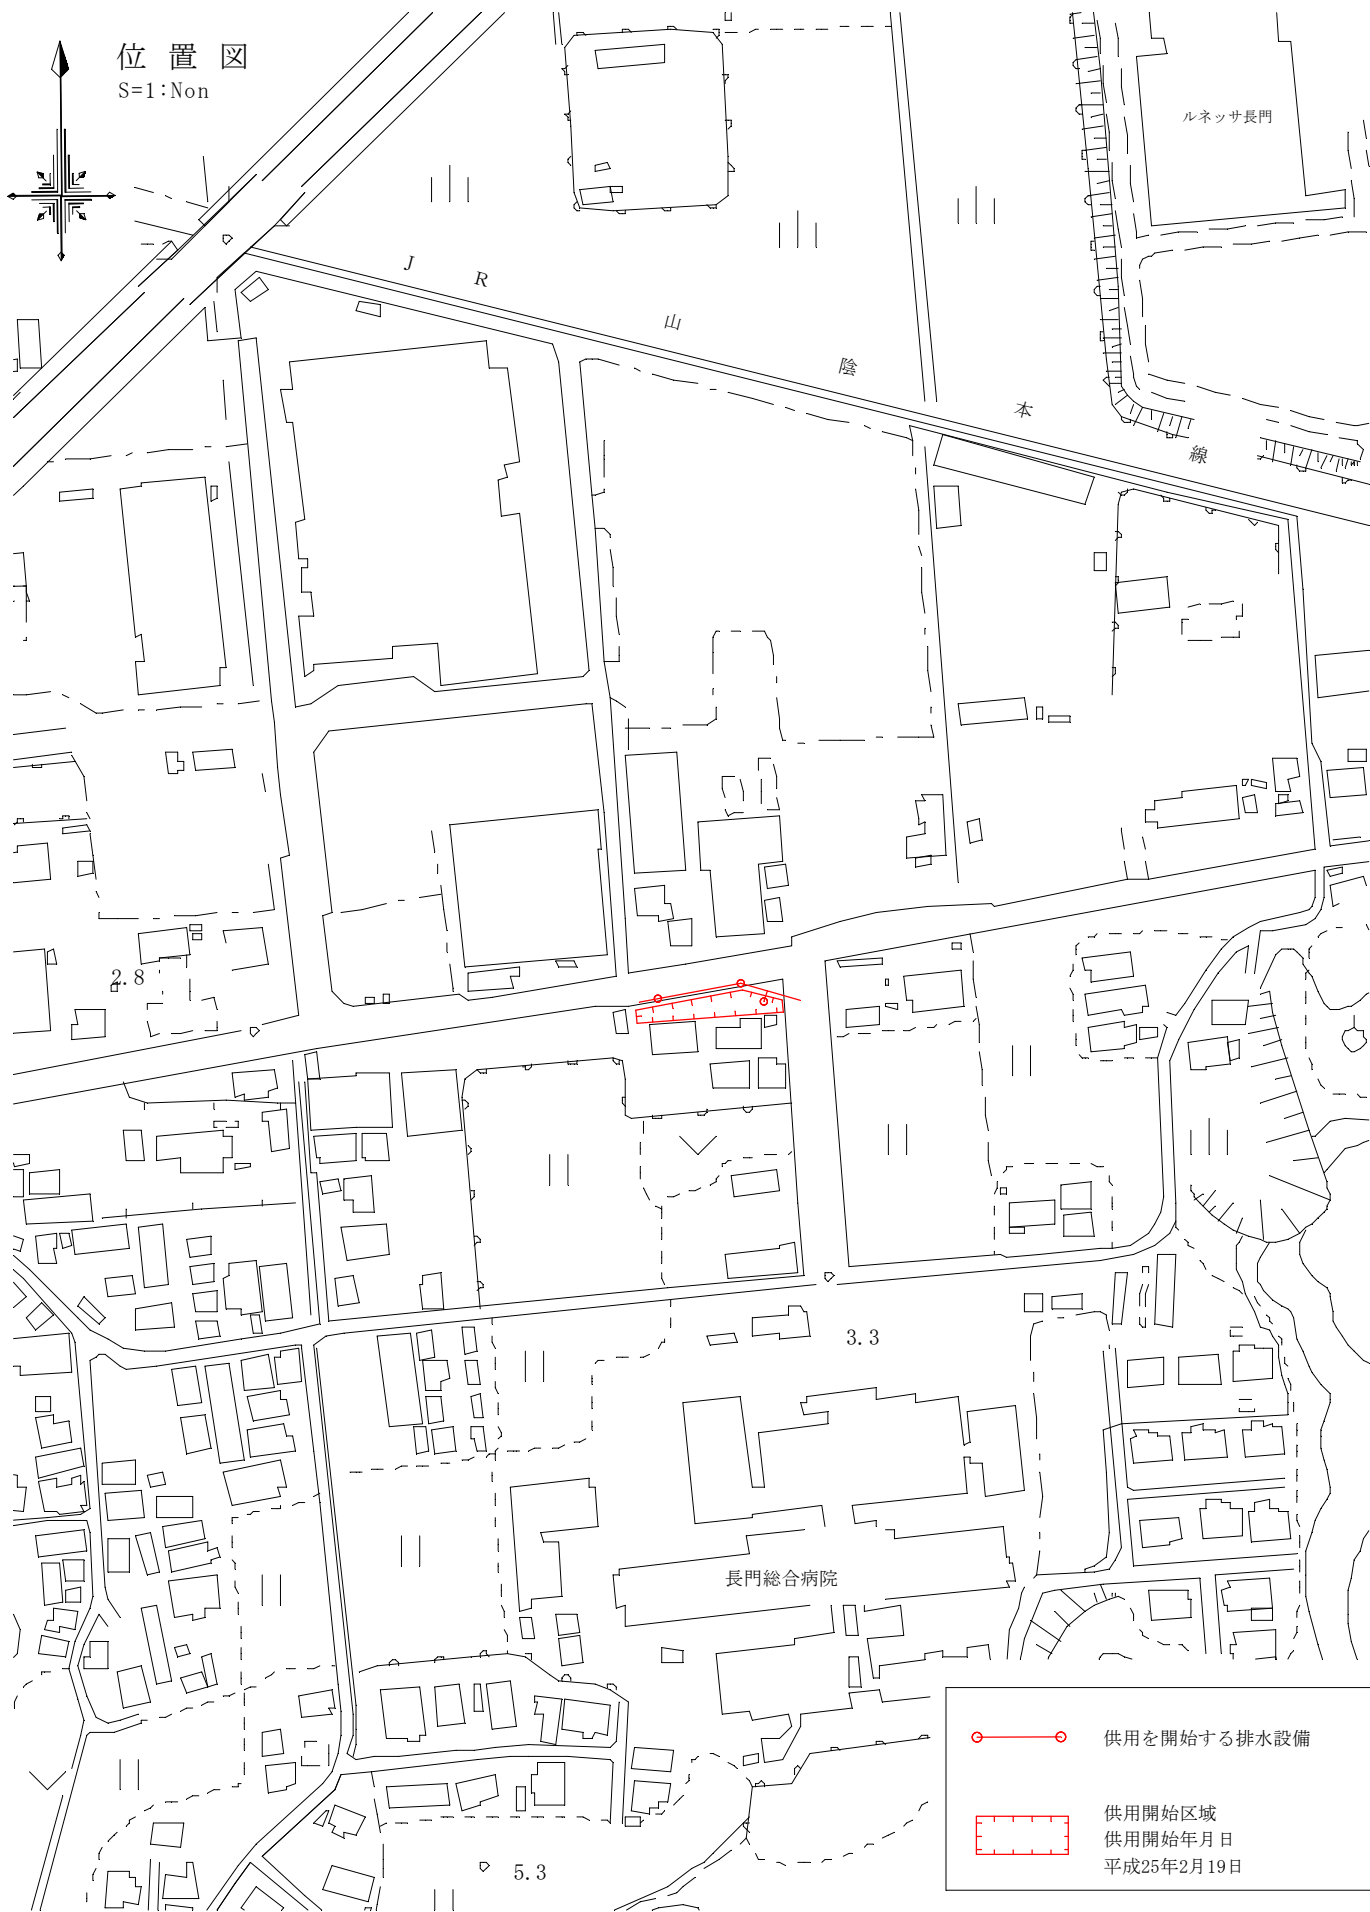 位置図
S=1:Non
ルネッサ長門
JR山陰本線
2.8
3.3
長門総合病院
供用を開始する排水設備
供用開始区域
供用開始年月日
平成25年2月19日
5.3